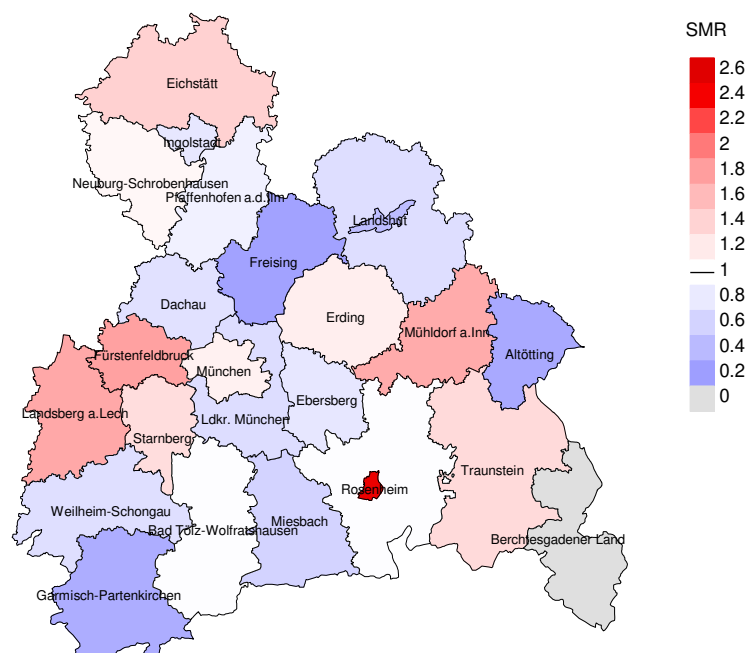 SMR
2.6
2.4
2.2
2
1.8
1.6
1.4
1.2
1
0.8
0.6
0.4
0.2
0
Eichstätt
Ingolstadt
Neuburg-Schrobenhausen
Pfaffenhofen a.d.Ilm
Landshut
Freising
Dachau
Erding
Mühldorf a.Inn
Altötting
Fürstenfeldbruck
München
Ebersberg
Landsberg a.Lech
Ldkr. München
Starnberg
Traunstein
Rosenheim
Weilheim-Schongau
Miesbach
Bad Tölz-Wolfratshausen
Berchtesgadener Land
Garmisch-Partenkirchen